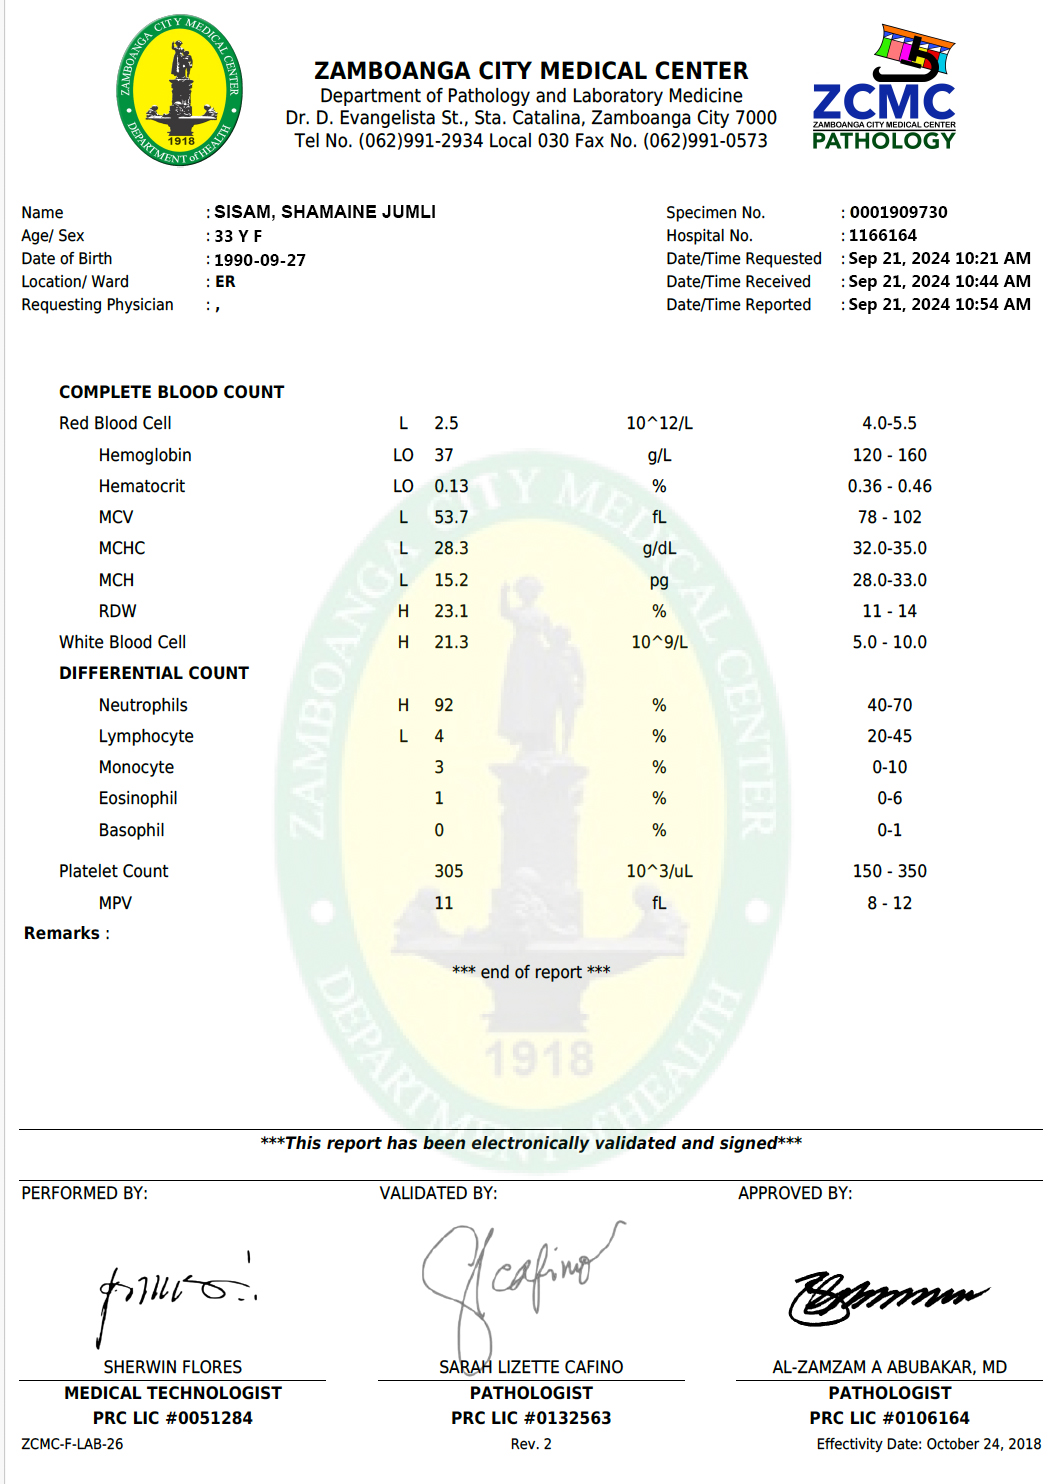 ZAMBOANGA CITY MEDICAL CENTER
DEPARTMENT of HEALTH
1918
ZAMBOANGA CITY MEDICAL CENTER
Department of Pathology and Laboratory Medicine
Dr. D. Evangelista St., Sta. Catalina, Zamboanga City 7000
Tel No. (062)991-2934 Local 030 Fax No. (062)991-0573
ZCMC
ZAMBOANGA CITY MEDICAL CENTER
PATHOLOGY
Name : SISAM, SHAMAINE JUMLI Specimen No. : 0001909730
Age/ Sex : 33 Y F Hospital No. : 1166164
Date of Birth : 1990-09-27 Date/Time Requested : Sep 21, 2024 10:21 AM
Location/ Ward : ER Date/Time Received : Sep 21, 2024 10:44 AM
Requesting Physician : , Date/Time Reported : Sep 21, 2024 10:54 AM
COMPLETE BLOOD COUNT
Red Blood Cell L 2.5 10^12/L 4.0-5.5
Hemoglobin LO 37 g/L 120 - 160
Hematocrit LO 0.13 % 0.36 - 0.46
MCV L 53.7 fL 78 - 102
MCHC L 28.3 g/dL 32.0-35.0
MCH L 15.2 pg 28.0-33.0
RDW H 23.1 % 11 - 14
White Blood Cell H 21.3 10^9/L 5.0 - 10.0
DIFFERENTIAL COUNT
Neutrophils H 92 % 40-70
Lymphocyte L 4 % 20-45
Monocyte 3 % 0-10
Eosinophil 1 % 0-6
Basophil 0 % 0-1
Platelet Count 305 10^3/uL 150 - 350
MPV 11 fL 8 - 12
Remarks :
*** end of report ***
ZAMBOANGA CITY MEDICAL CENTER
1918
DEPARTMENT of HEALTH
***This report has been electronically validated and signed***
PERFORMED BY: VALIDATED BY: APPROVED BY:
SHERWIN FLORES SARAH LIZETTE CAFINO AL-ZAMZAM A ABUBAKAR, MD
MEDICAL TECHNOLOGIST PATHOLOGIST PATHOLOGIST
PRC LIC #0051284 PRC LIC #0132563 PRC LIC #0106164
ZCMC-F-LAB-26 Rev. 2 Effectivity Date: October 24, 2018